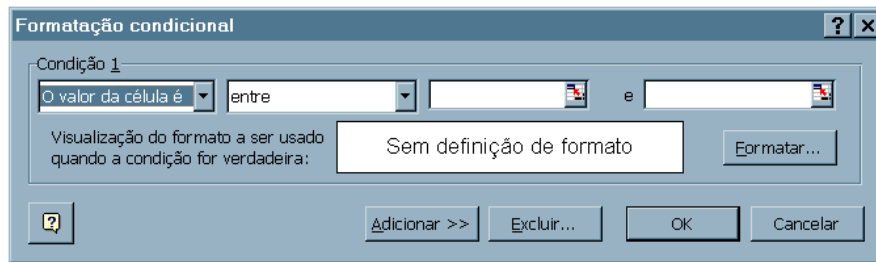 Formatação condicional
Condição 1
O valor da célula é entre e
Visualização do formato a ser usado
quando a condição for verdadeira:
Sem definição de formato
Formatar...
Adicionar >> Excluir... OK Cancelar